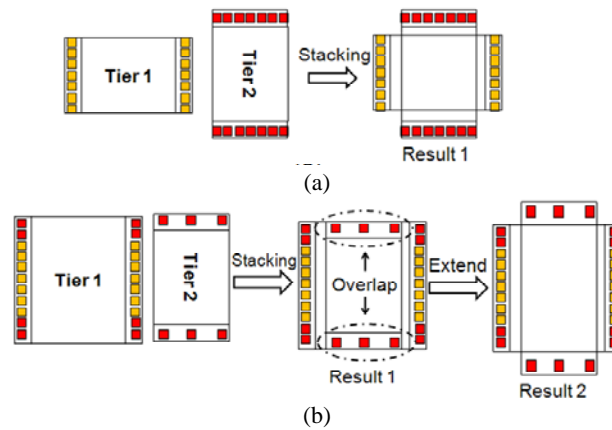 Tier 1
Tier 2
Stacking
Result 1
(a)
Tier 1
Tier 2
Stacking
Overlap
Extend
Result 1
Result 2
(b)